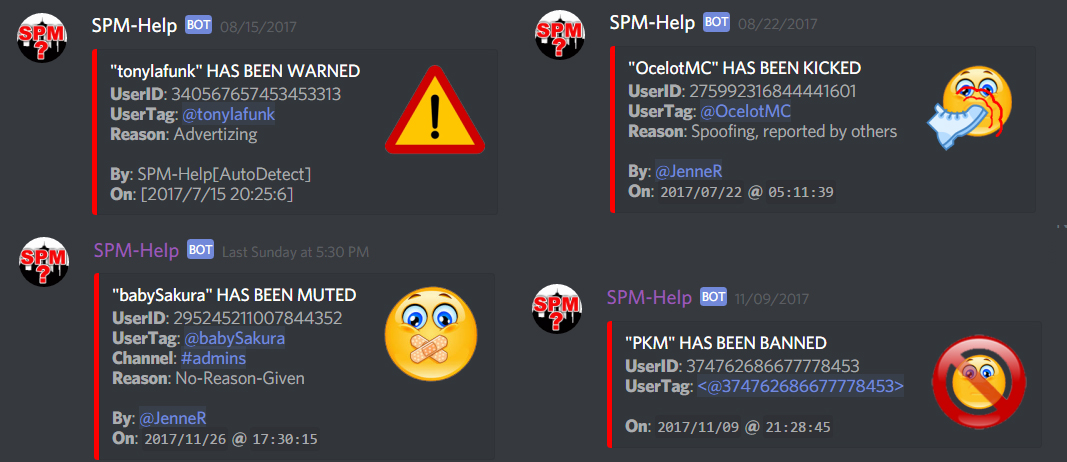 SPM ?
SPM-Help BOT 08/15/2017
"tonylafunk" HAS BEEN WARNED
UserID: 340567657453453313
UserTag: @tonylafunk
Reason: Advertizing
By: SPM-Help[AutoDetect]
On: [2017/7/15 20:25:6]
SPM ?
SPM-Help BOT 08/22/2017
"OcelotMC" HAS BEEN KICKED
UserID: 275992316844441601
UserTag: @OcelotMC
Reason: Spoofing, reported by others
By: @JenneR
On: 2017/07/22 @ 05:11:39
SPM ?
SPM-Help BOT Last Sunday at 5:30 PM
"babySakura" HAS BEEN MUTED
UserID: 295245211007844352
UserTag: @babySakura
Channel: #admins
Reason: No-Reason-Given
By: @JenneR
On: 2017/11/26 @ 17:30:15
SPM ?
SPM-Help BOT 11/09/2017
"PKM" HAS BEEN BANNED
UserID: 374762686677778453
UserTag: <@374762686677778453>
On: 2017/11/09 @ 21:28:45